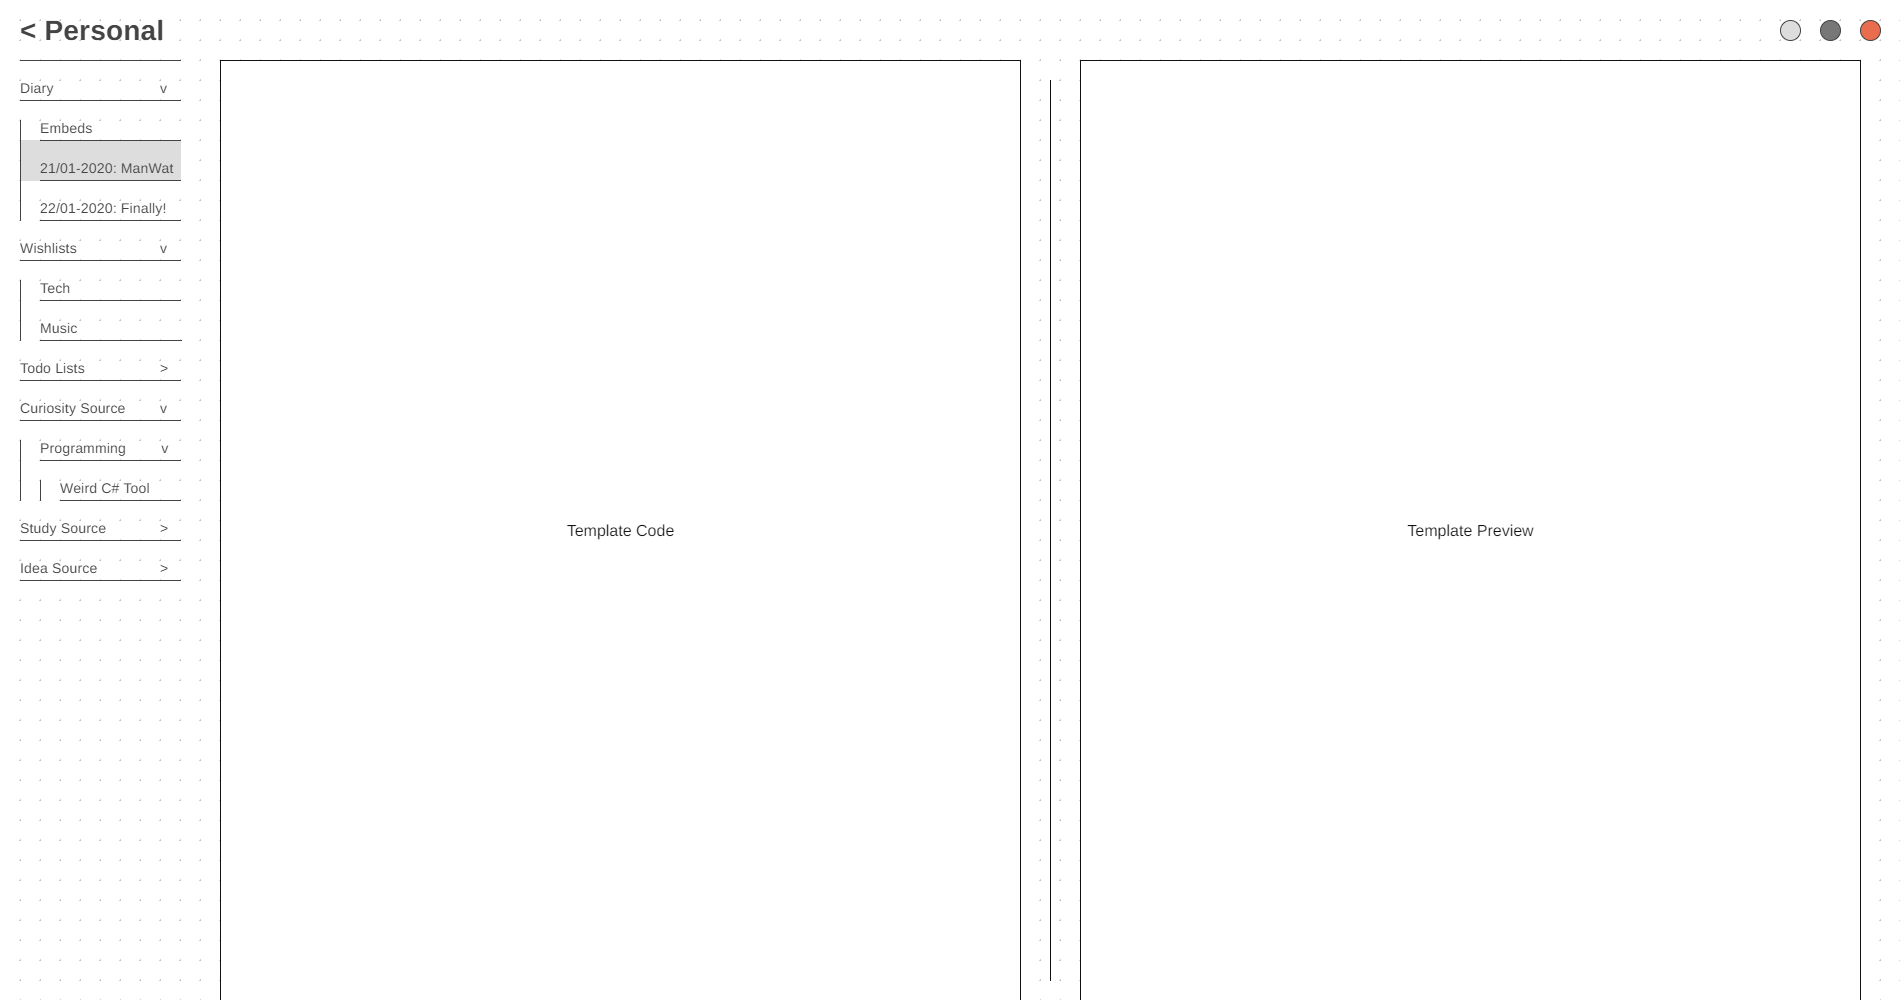 < Personal
Diary v
Embeds
21/01-2020: ManWat
22/01-2020: Finally!
Wishlists v
Tech
Music
Todo Lists >
Curiosity Source v
Programming v
Weird C# Tool
Study Source >
Idea Source >
Template Code
Template Preview